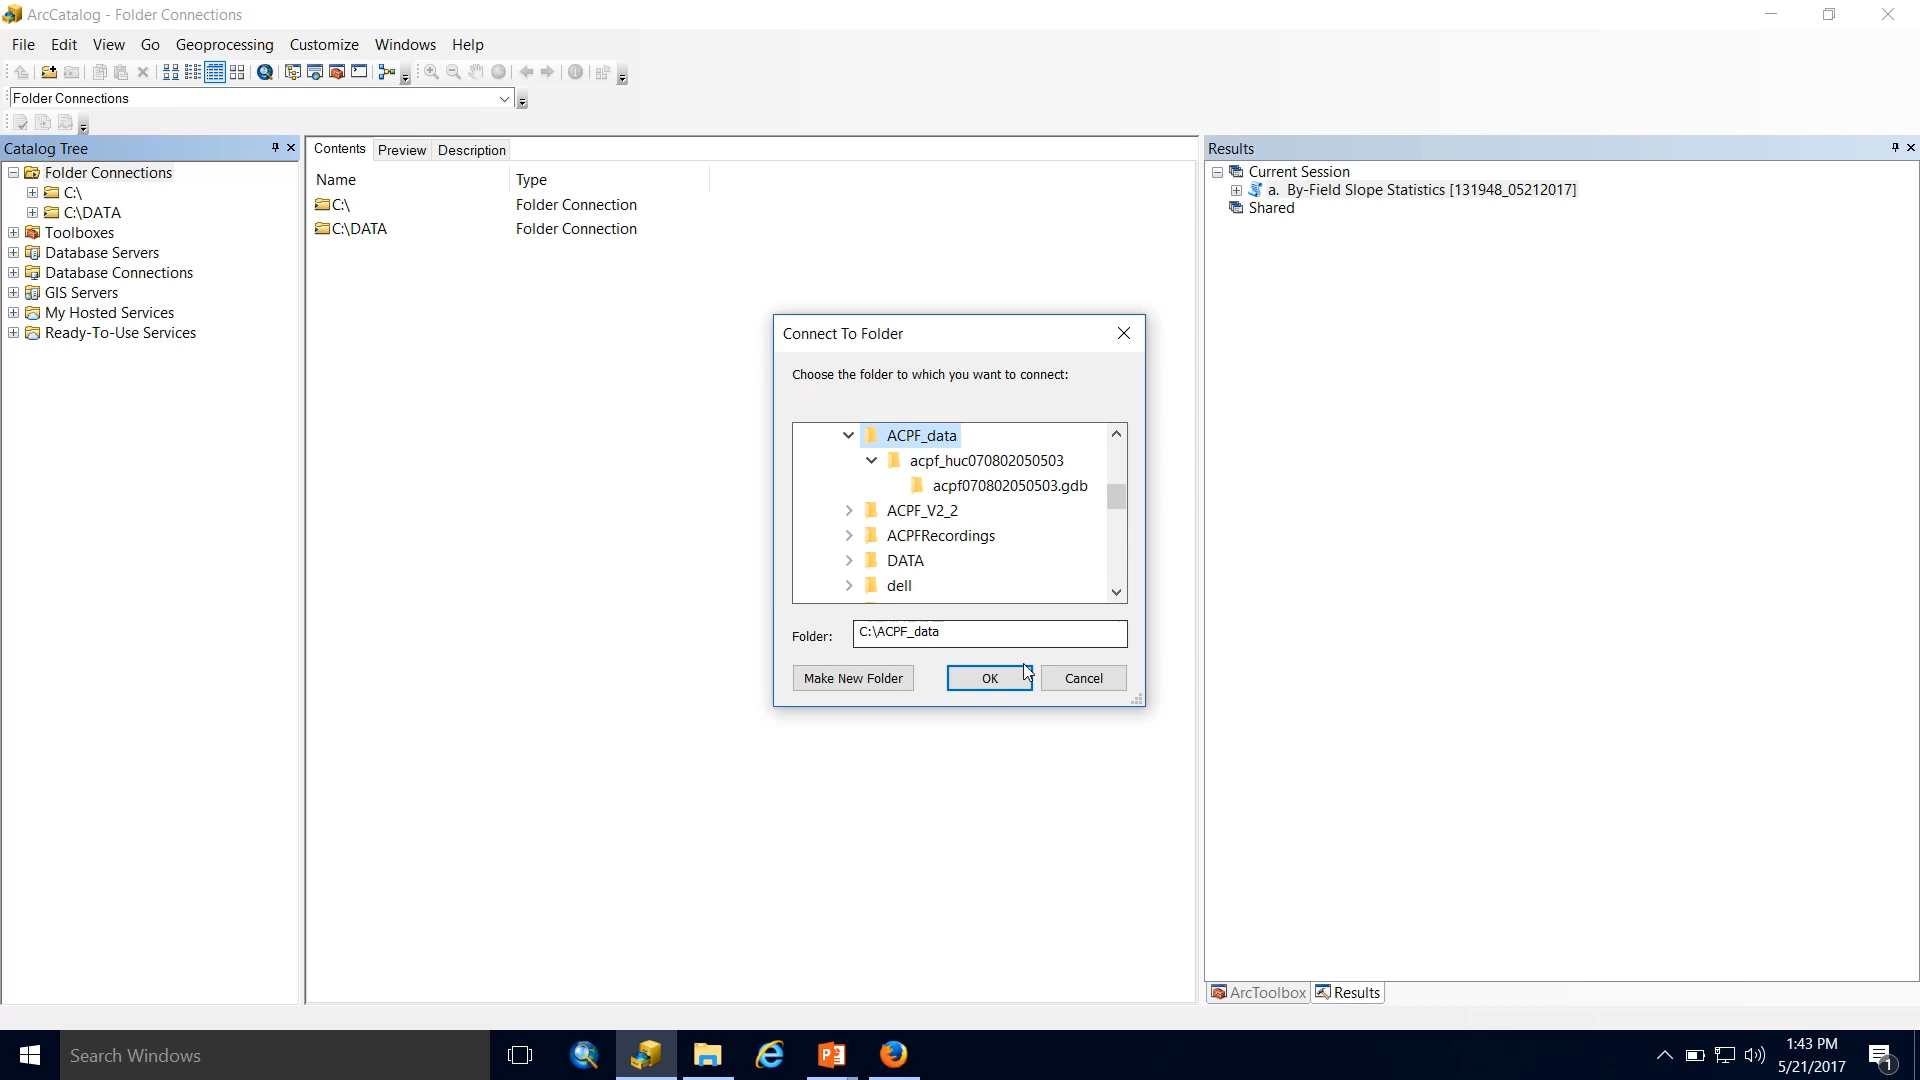 ArcCatalog - Folder Connections
File Edit View Go Geoprocessing Customize Windows Help
Folder Connections
Catalog Tree
Folder Connections
C:\
C:\DATA
Toolboxes
Database Servers
Database Connections
GIS Servers
My Hosted Services
Ready-To-Use Services
Contents Preview Description
Name Type
C:\ Folder Connection
C:\DATA Folder Connection
Connect To Folder
Choose the folder to which you want to connect:
ACPF_data
acpf_huc070802050503
acpf070802050503.gdb
ACPF_V2_2
ACPFRecordings
DATA
dell
Folder: C:\ACPF_data
Make New Folder OK Cancel
Results
Current Session
a. By-Field Slope Statistics [131948_05212017]
Shared
ArcToolbox Results
Search Windows
1:43 PM
5/21/2017
1